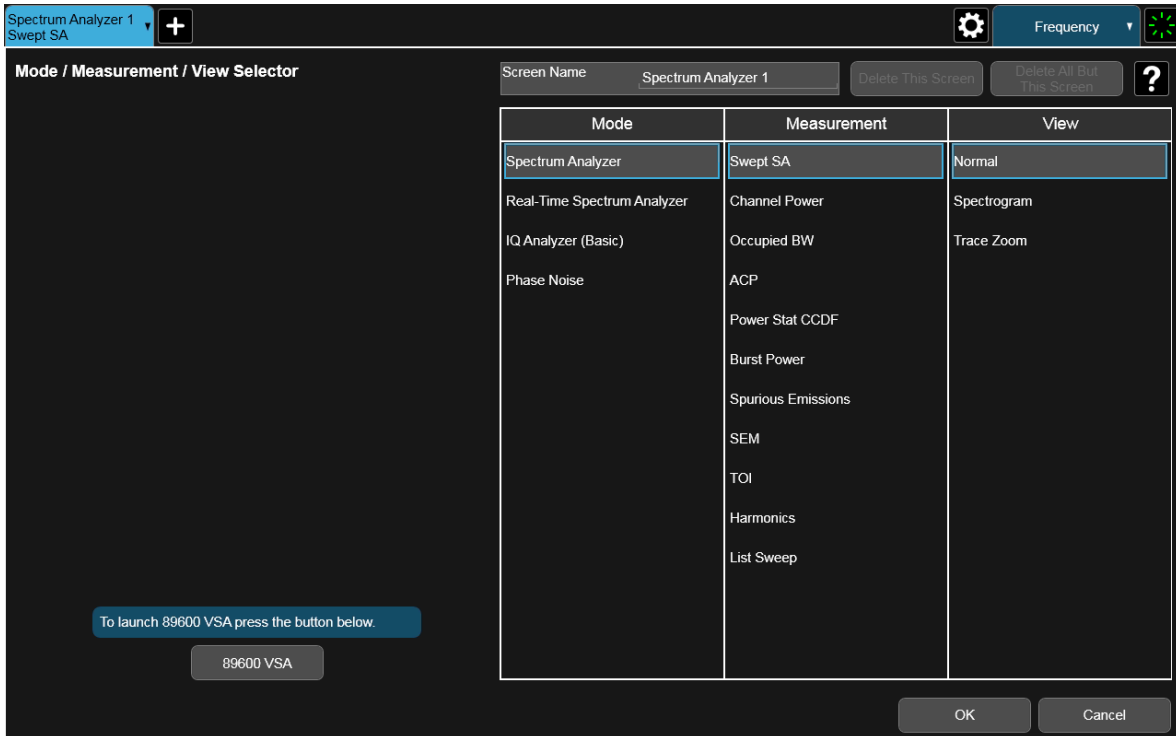 Spectrum Analyzer 1
Swept SA
Frequency
Mode / Measurement / View Selector
Screen Name
Spectrum Analyzer 1
Delete This Screen
Delete All But
This Screen
?
Mode
Measurement
View
Spectrum Analyzer
Swept SA
Normal
Real-Time Spectrum Analyzer
Channel Power
Spectrogram
IQ Analyzer (Basic)
Occupied BW
Trace Zoom
Phase Noise
ACP
Power Stat CCDF
Burst Power
Spurious Emissions
SEM
TOI
Harmonics
List Sweep
To launch 89600 VSA press the button below.
89600 VSA
OK
Cancel